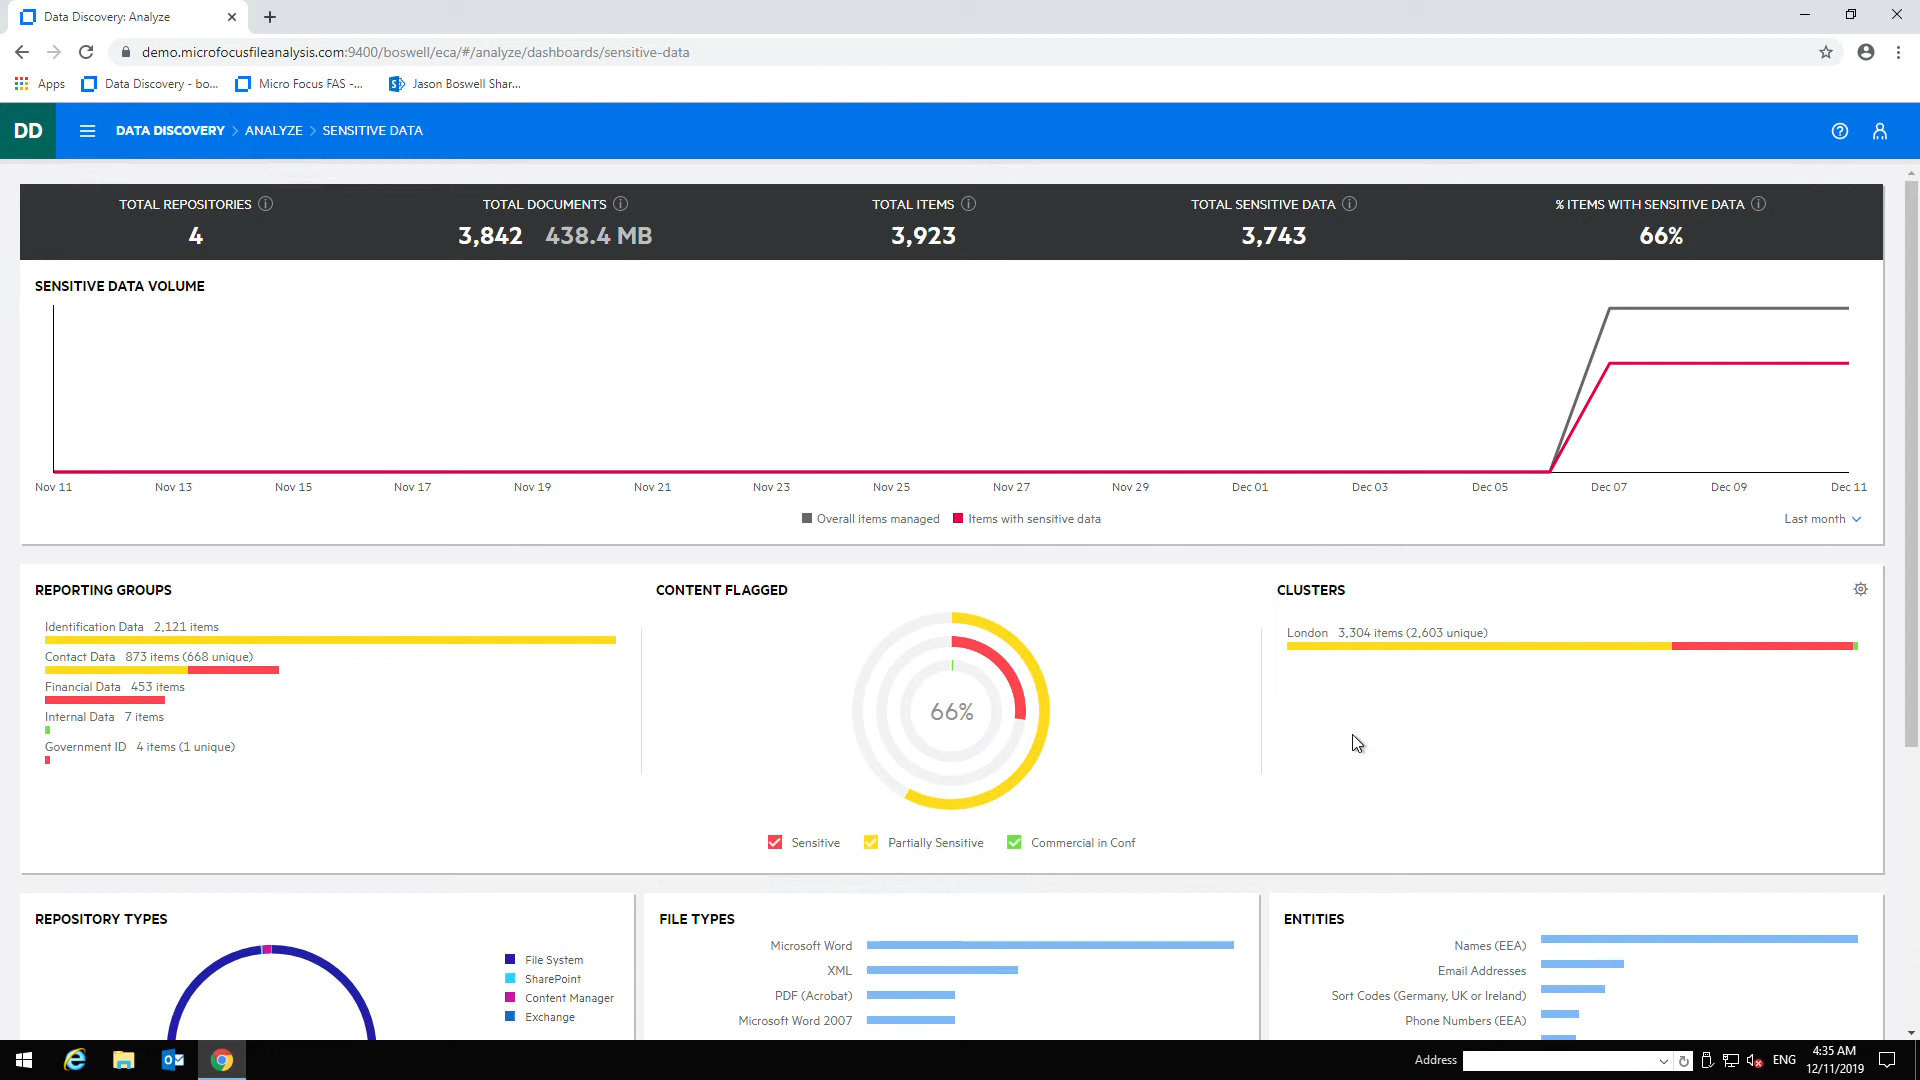 Data Discovery: Analyze
demo.microfocusfileanalysis.com:9400/boswell/eca/#/analyze/dashboards/sensitive-data
Apps Data Discovery - bo... Micro Focus FAS -... Jason Boswell Shar...
DD DATA DISCOVERY > ANALYZE > SENSITIVE DATA
TOTAL REPOSITORIES TOTAL DOCUMENTS TOTAL ITEMS TOTAL SENSITIVE DATA % ITEMS WITH SENSITIVE DATA
4 3,842 438.4 MB 3,923 3,743 66%
SENSITIVE DATA VOLUME
Nov 11 Nov 13 Nov 15 Nov 17 Nov 19 Nov 21 Nov 23 Nov 25 Nov 27 Nov 29 Dec 01 Dec 03 Dec 05 Dec 07 Dec 09 Dec 11
Overall items managed Items with sensitive data Last month
REPORTING GROUPS
Identification Data 2,121 items
Contact Data 873 items (668 unique)
Financial Data 453 items
Internal Data 7 items
Government ID 4 items (1 unique)
CONTENT FLAGGED
66%
Sensitive Partially Sensitive Commercial in Conf
CLUSTERS
London 3,304 items (2,603 unique)
REPOSITORY TYPES
File System
SharePoint
Content Manager
Exchange
FILE TYPES
Microsoft Word
XML
PDF (Acrobat)
Microsoft Word 2007
ENTITIES
Names (EEA)
Email Addresses
Sort Codes (Germany, UK or Ireland)
Phone Numbers (EEA)
Address ENG 4:35 AM
12/11/2019